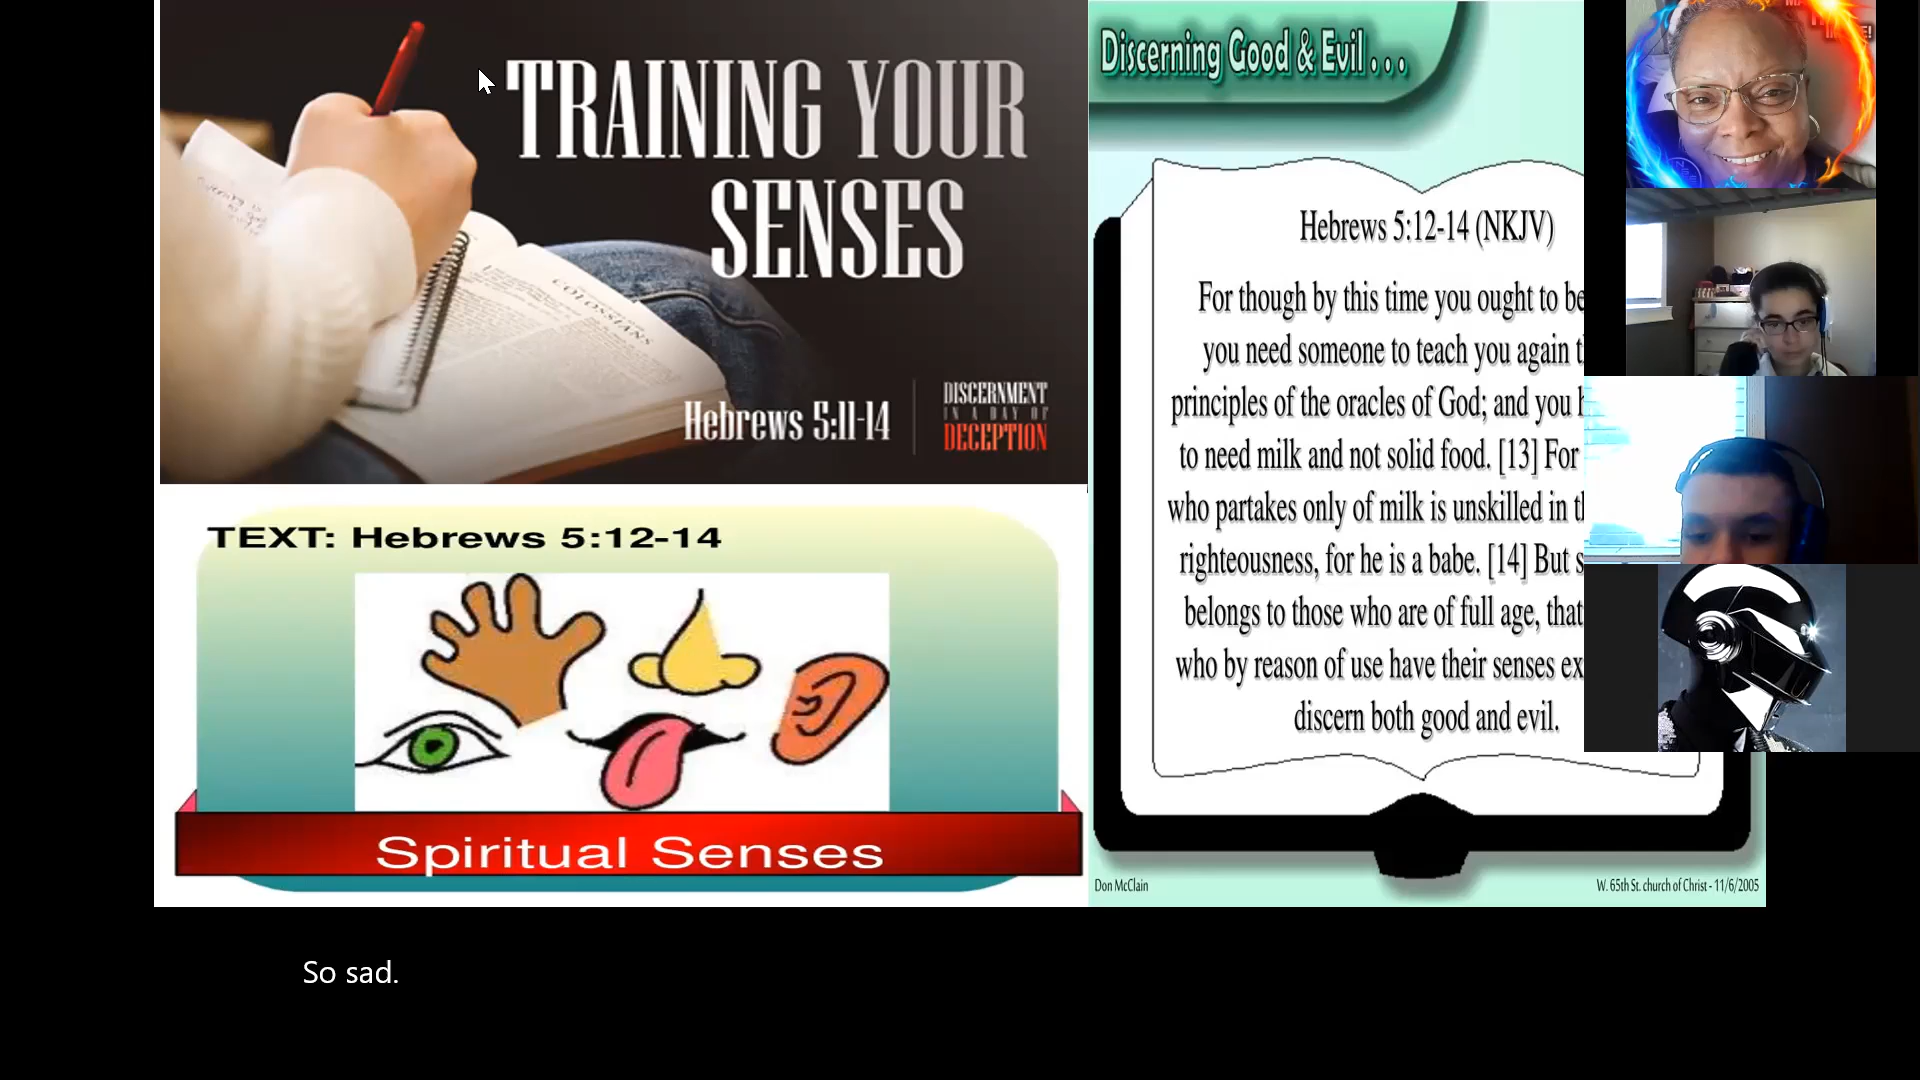 TRAINING YOUR
SENSES
COLOSSIANS
Hebrews 5:11-14
DISCERNMENT
IN A DAY OF
DECEPTION
TEXT: Hebrews 5:12-14
Spiritual Senses
Discerning Good & Evil . . .
Hebrews 5:12-14 (NKJV)
For though by this time you ought to be
you need someone to teach you again
principles of the oracles of God; and you
to need milk and not solid food. [13] For
who partakes only of milk is unskilled in
righteousness, for he is a babe. [14] But
belongs to those who are of full age, that
who by reason of use have their senses
discern both good and evil.
Don McClain
W. 65th St. church of Christ - 11/6/2005
So sad.